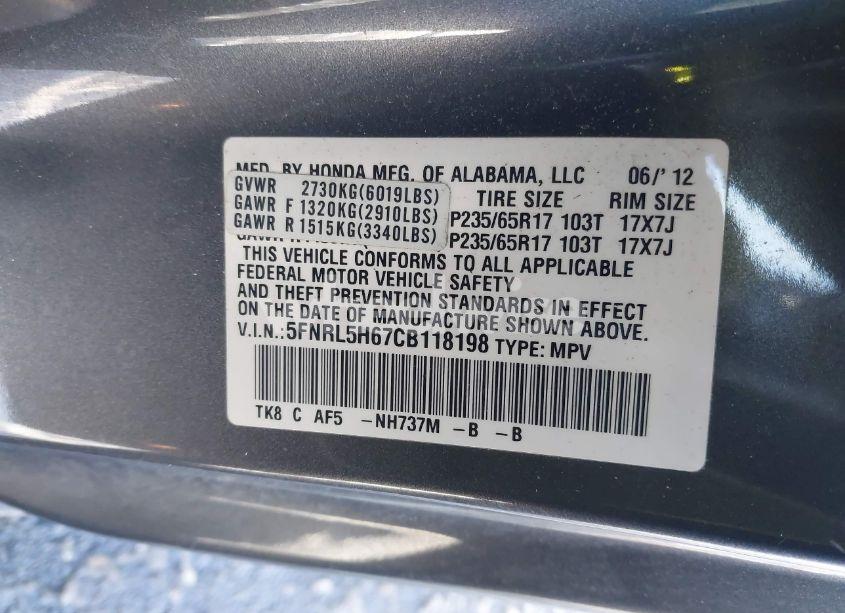 MFD. BY HONDA MFG. OF ALABAMA, LLC 06/' 12
GVWR 2730KG(6019LBS) TIRE SIZE RIM SIZE
GAWR F 1320KG(2910LBS) P235/65R17 103T 17X7J
GAWR R 1515KG(3340LBS) P235/65R17 103T 17X7J
THIS VEHICLE CONFORMS TO ALL APPLICABLE
FEDERAL MOTOR VEHICLE SAFETY
AND THEFT PREVENTION STANDARDS IN EFFECT
ON THE DATE OF MANUFACTURE SHOWN ABOVE.
V.I.N.:5FNRL5H67CB118198 TYPE: MPV
TK8 C AF5 -NH737M -B -B